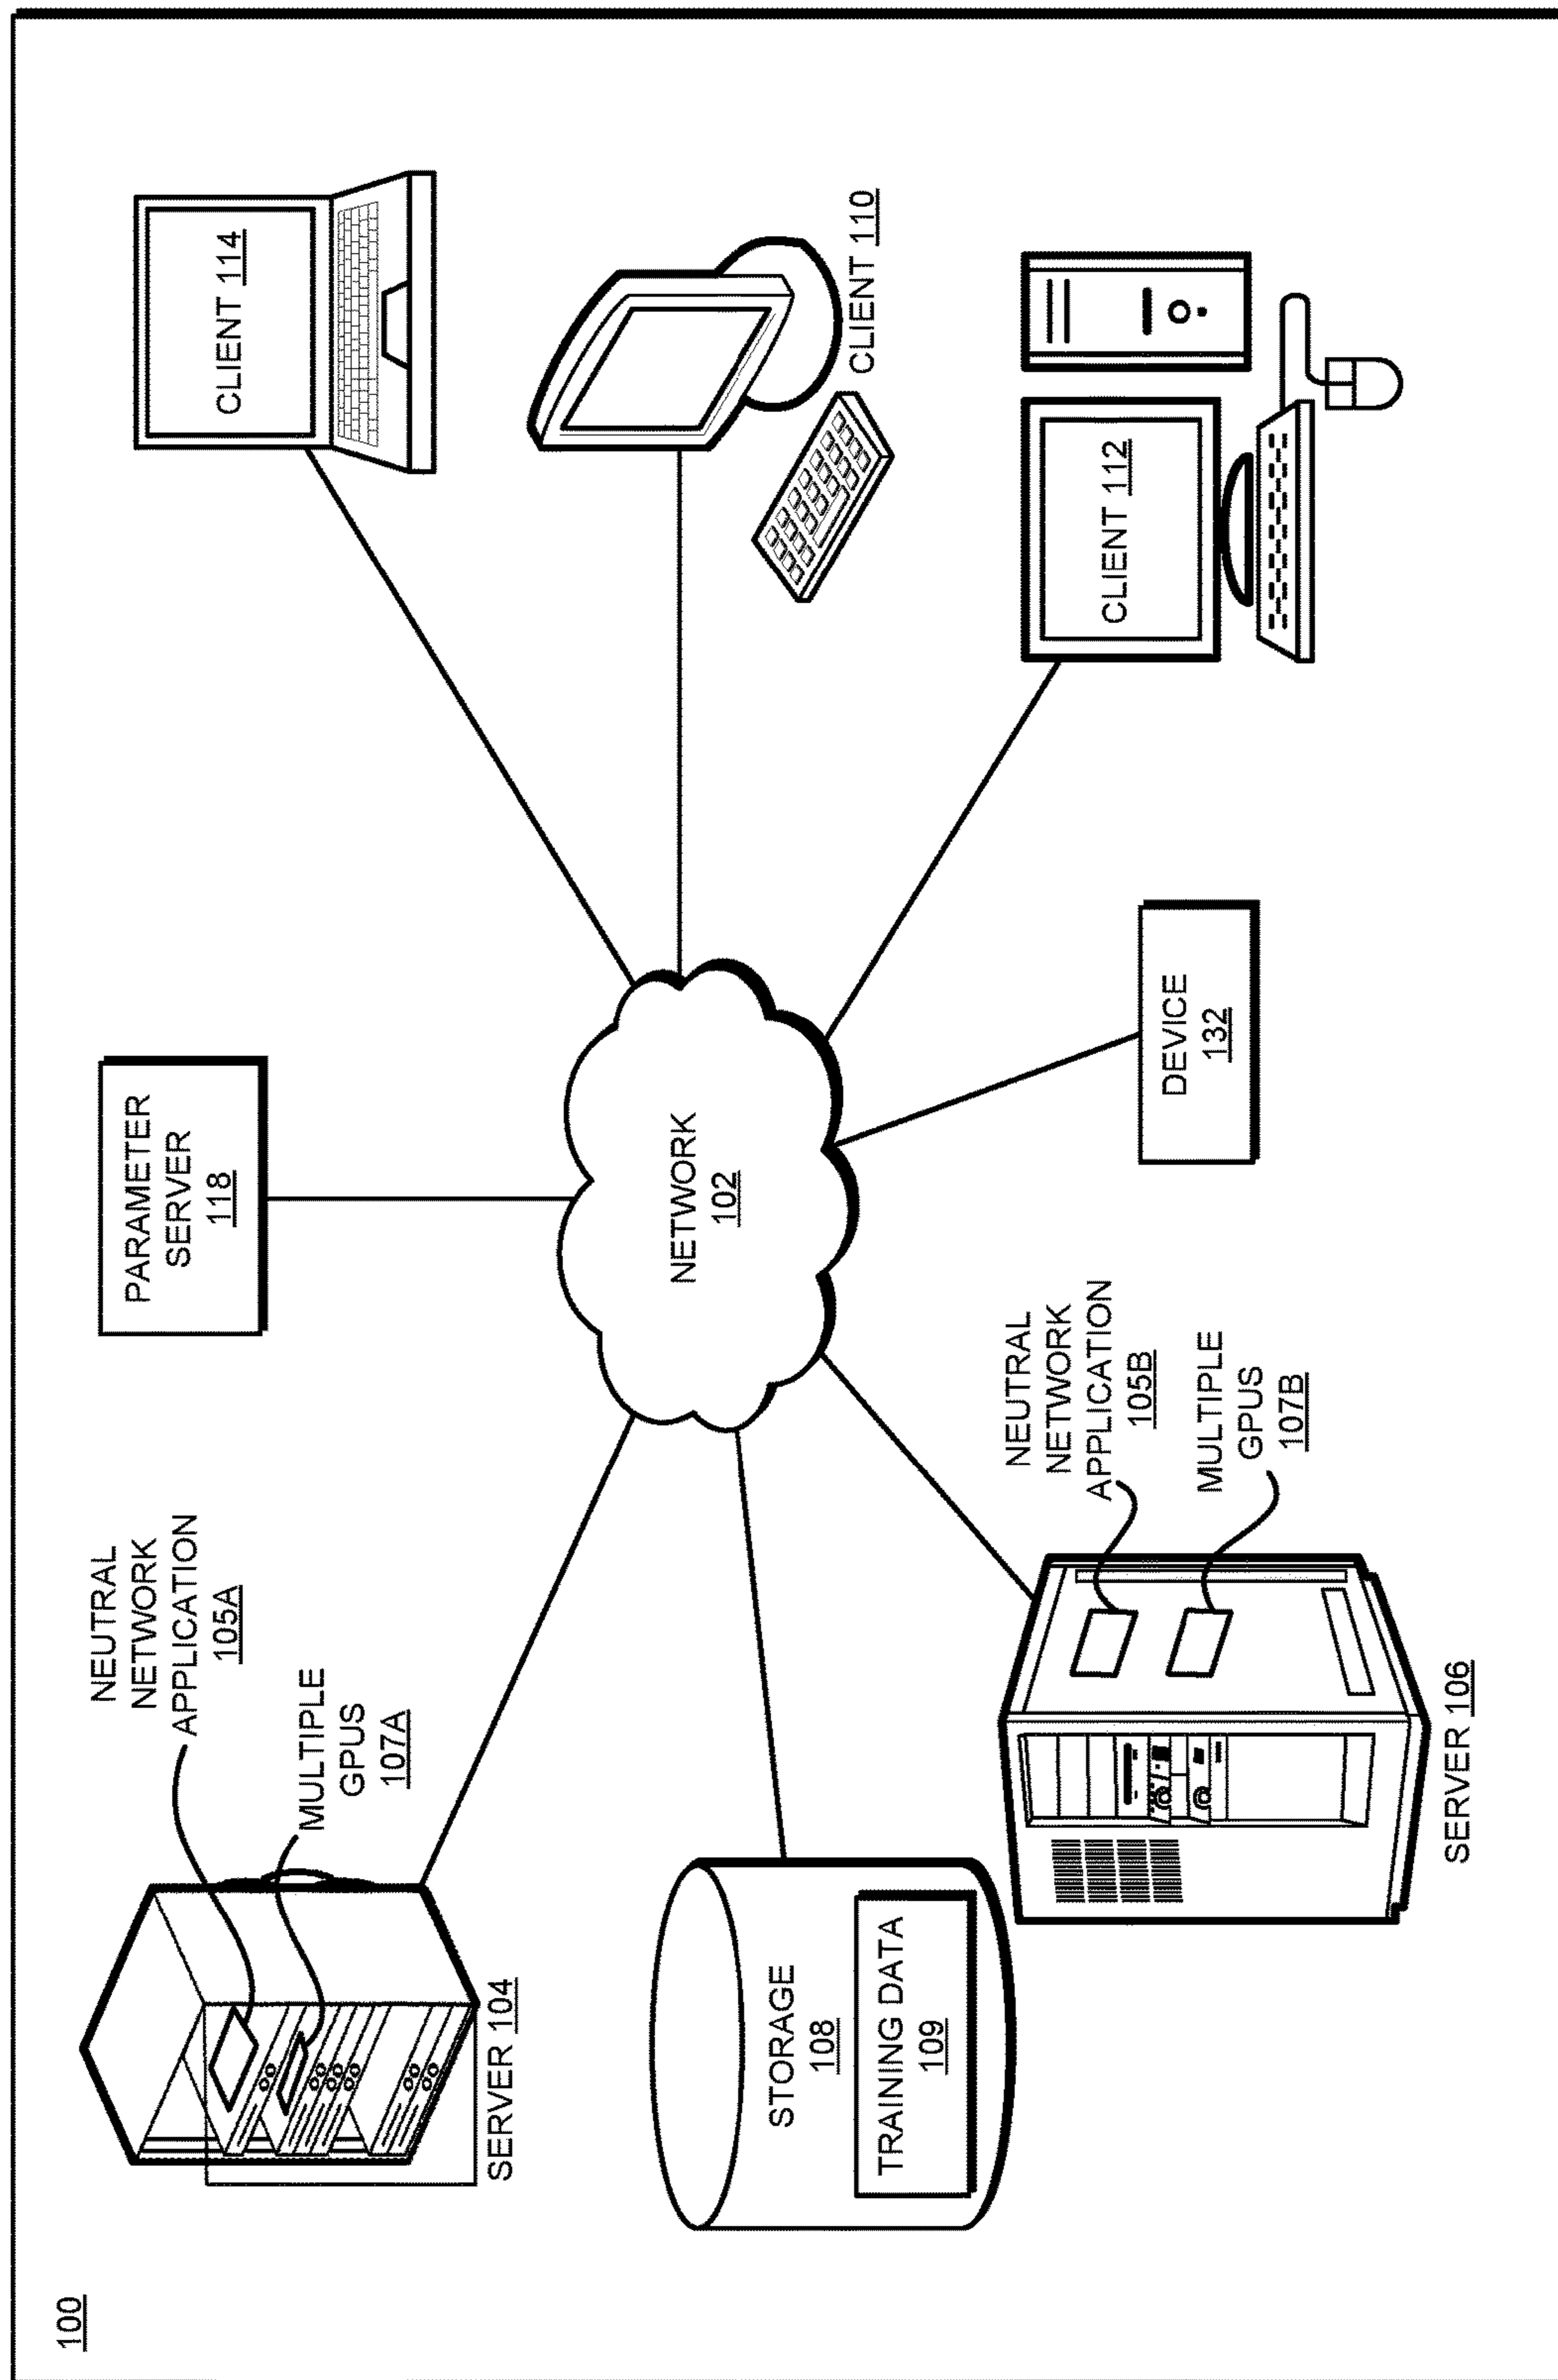 100
SERVER 104
NEUTRAL
NETWORK
APPLICATION
105A
MULTIPLE
GPUS
107A
PARAMETER
SERVER
118
CLIENT 114
STORAGE
108
TRAINING DATA
109
NETWORK
102
CLIENT 110
SERVER 106
NEUTRAL
NETWORK
APPLICATION
105B
MULTIPLE
GPUS
107B
DEVICE
132
CLIENT 112